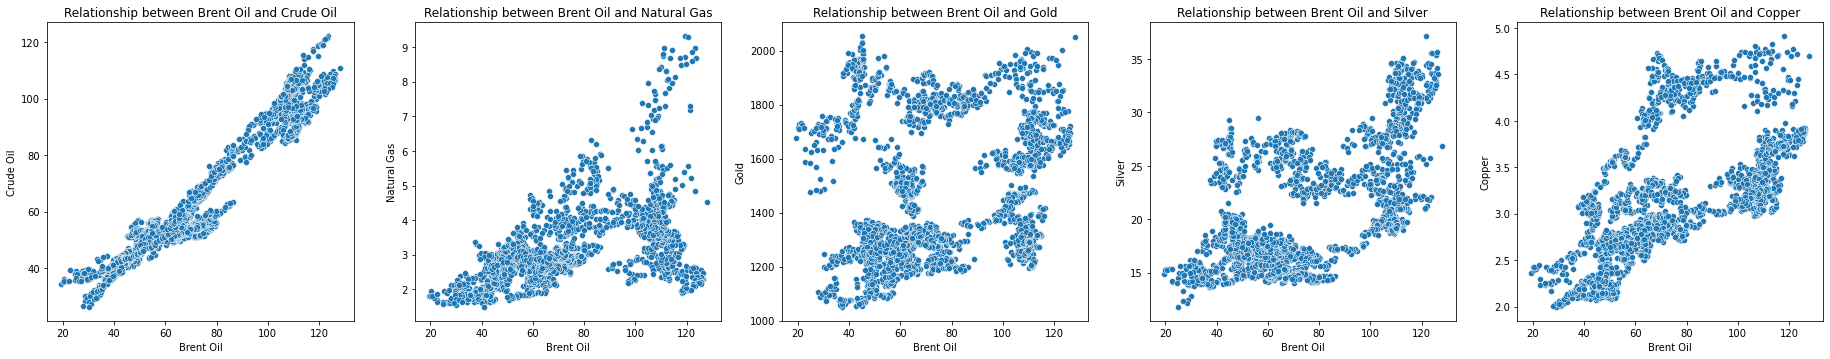 Relationship between Brent Oil and Crude Oil
120
100
80
60
40
Crude Oil
20 40 60 80 100 120
Brent Oil
Relationship between Brent Oil and Natural Gas
9
8
7
6
5
4
3
2
Natural Gas
20 40 60 80 100 120
Brent Oil
Relationship between Brent Oil and Gold
2000
1800
1600
1400
1200
1000
Gold
20 40 60 80 100 120
Brent Oil
Relationship between Brent Oil and Silver
35
30
25
20
15
Silver
20 40 60 80 100 120
Brent Oil
Relationship between Brent Oil and Copper
5.0
4.5
4.0
3.5
3.0
2.5
2.0
Copper
20 40 60 80 100 120
Brent Oil